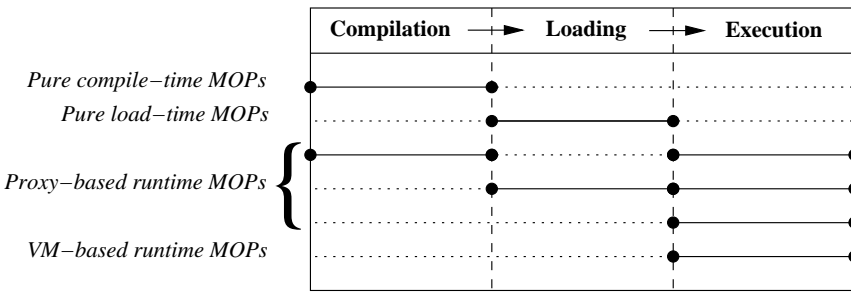 Compilation Loading Execution
Pure compile−time MOPs
Pure load−time MOPs
Proxy−based runtime MOPs
VM−based runtime MOPs